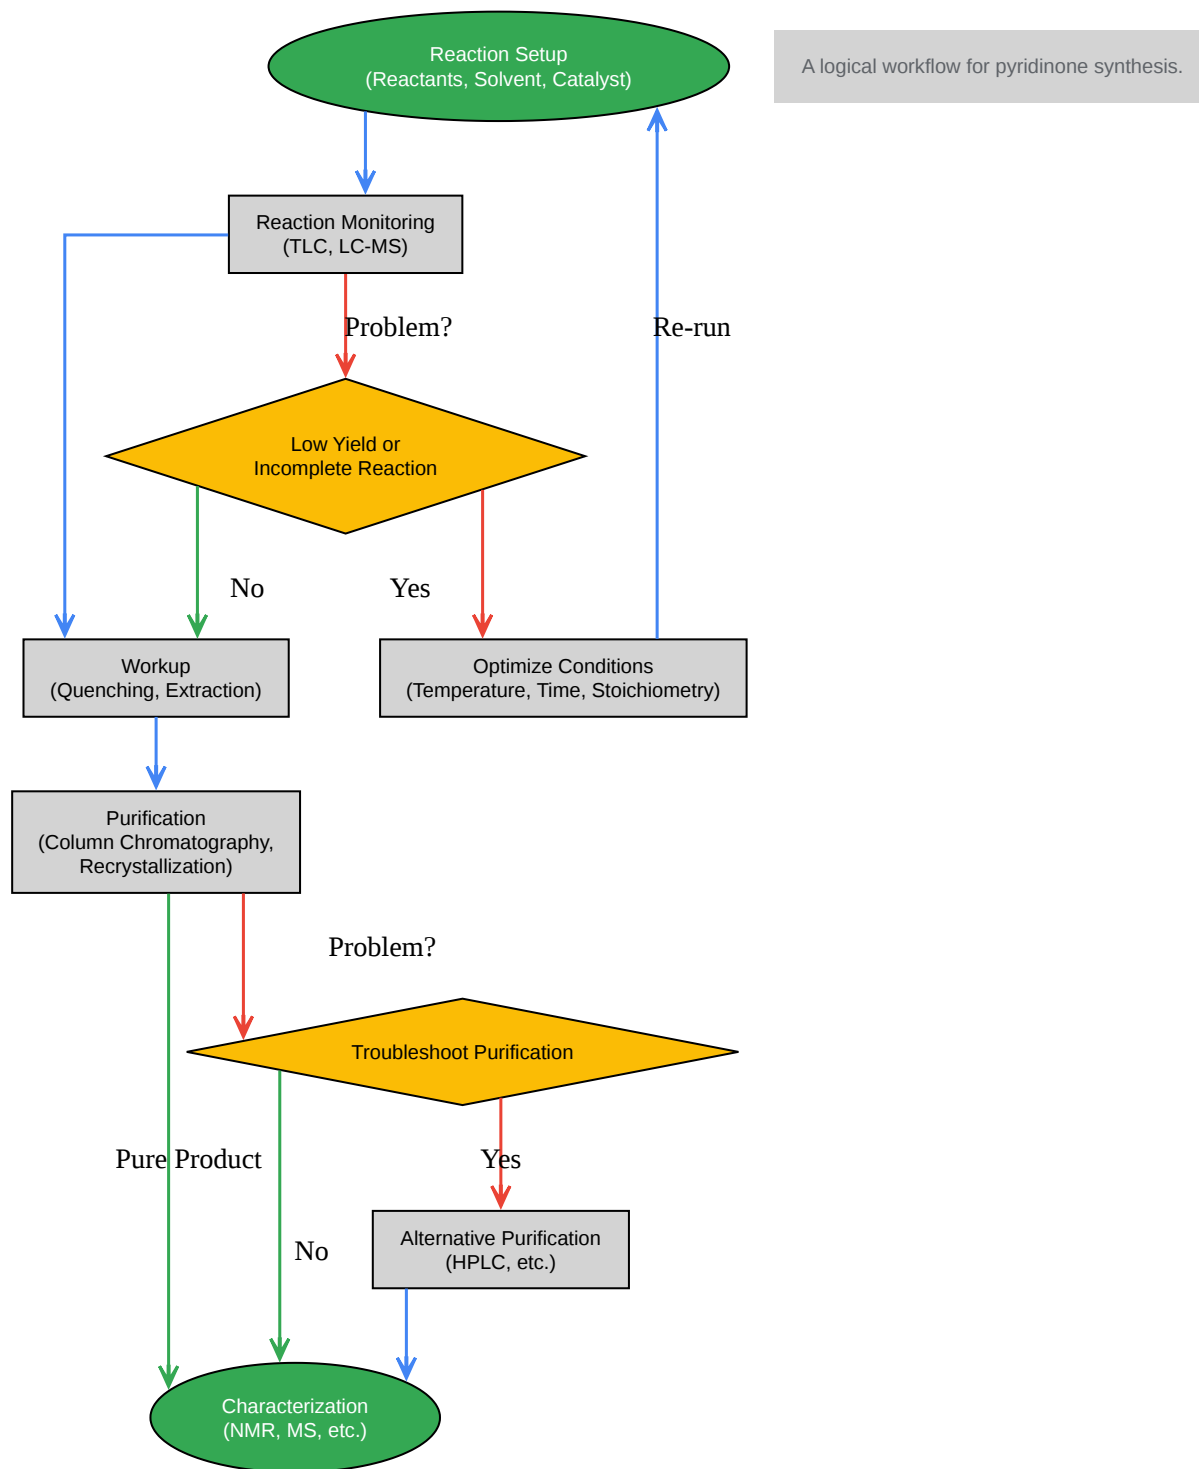 Reaction Setup
(Reactants, Solvent, Catalyst)
A logical workflow for pyridinone synthesis.
Reaction Monitoring
(TLC, LC-MS)
Problem?
Re-run
Low Yield or
Incomplete Reaction
No
Yes
Workup
(Quenching, Extraction)
Optimize Conditions
(Temperature, Time, Stoichiometry)
Purification
(Column Chromatography,
Recrystallization)
Problem?
Troubleshoot Purification
Pure Product
Yes
No
Alternative Purification
(HPLC, etc.)
Characterization
(NMR, MS, etc.)